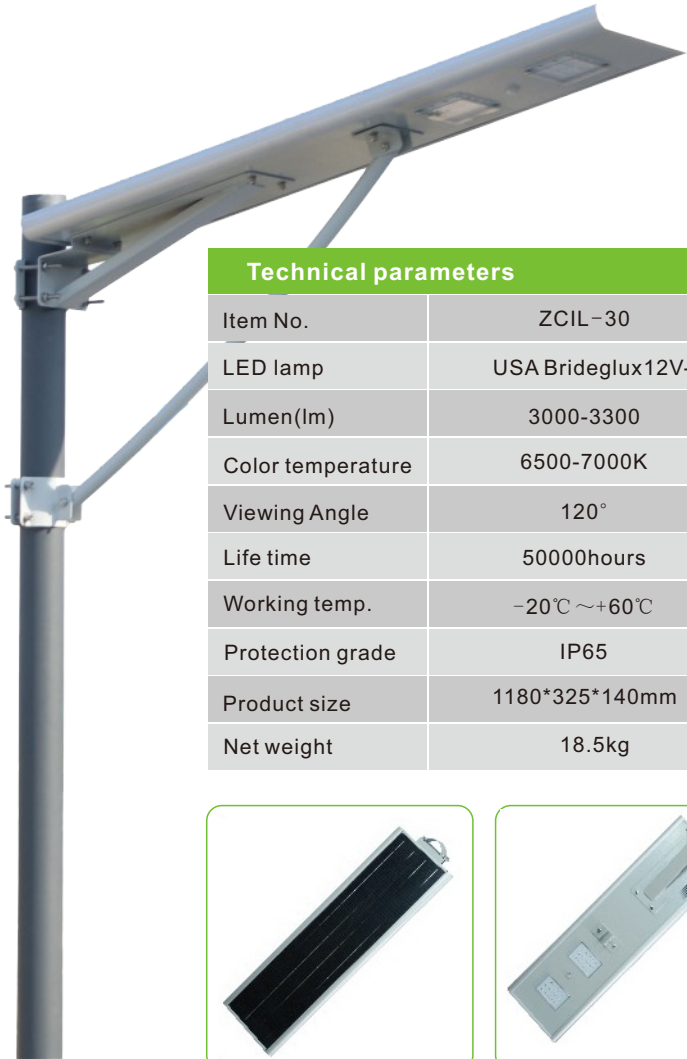 Technical parameters
Item No. ZCIL-30
LED lamp USA Brideglux12V-
Lumen(lm) 3000-3300
Color temperature 6500-7000K
Viewing Angle 120°
Life time 50000hours
Working temp. -20℃~+60℃
Protection grade IP65
Product size 1180*325*140mm
Net weight 18.5kg